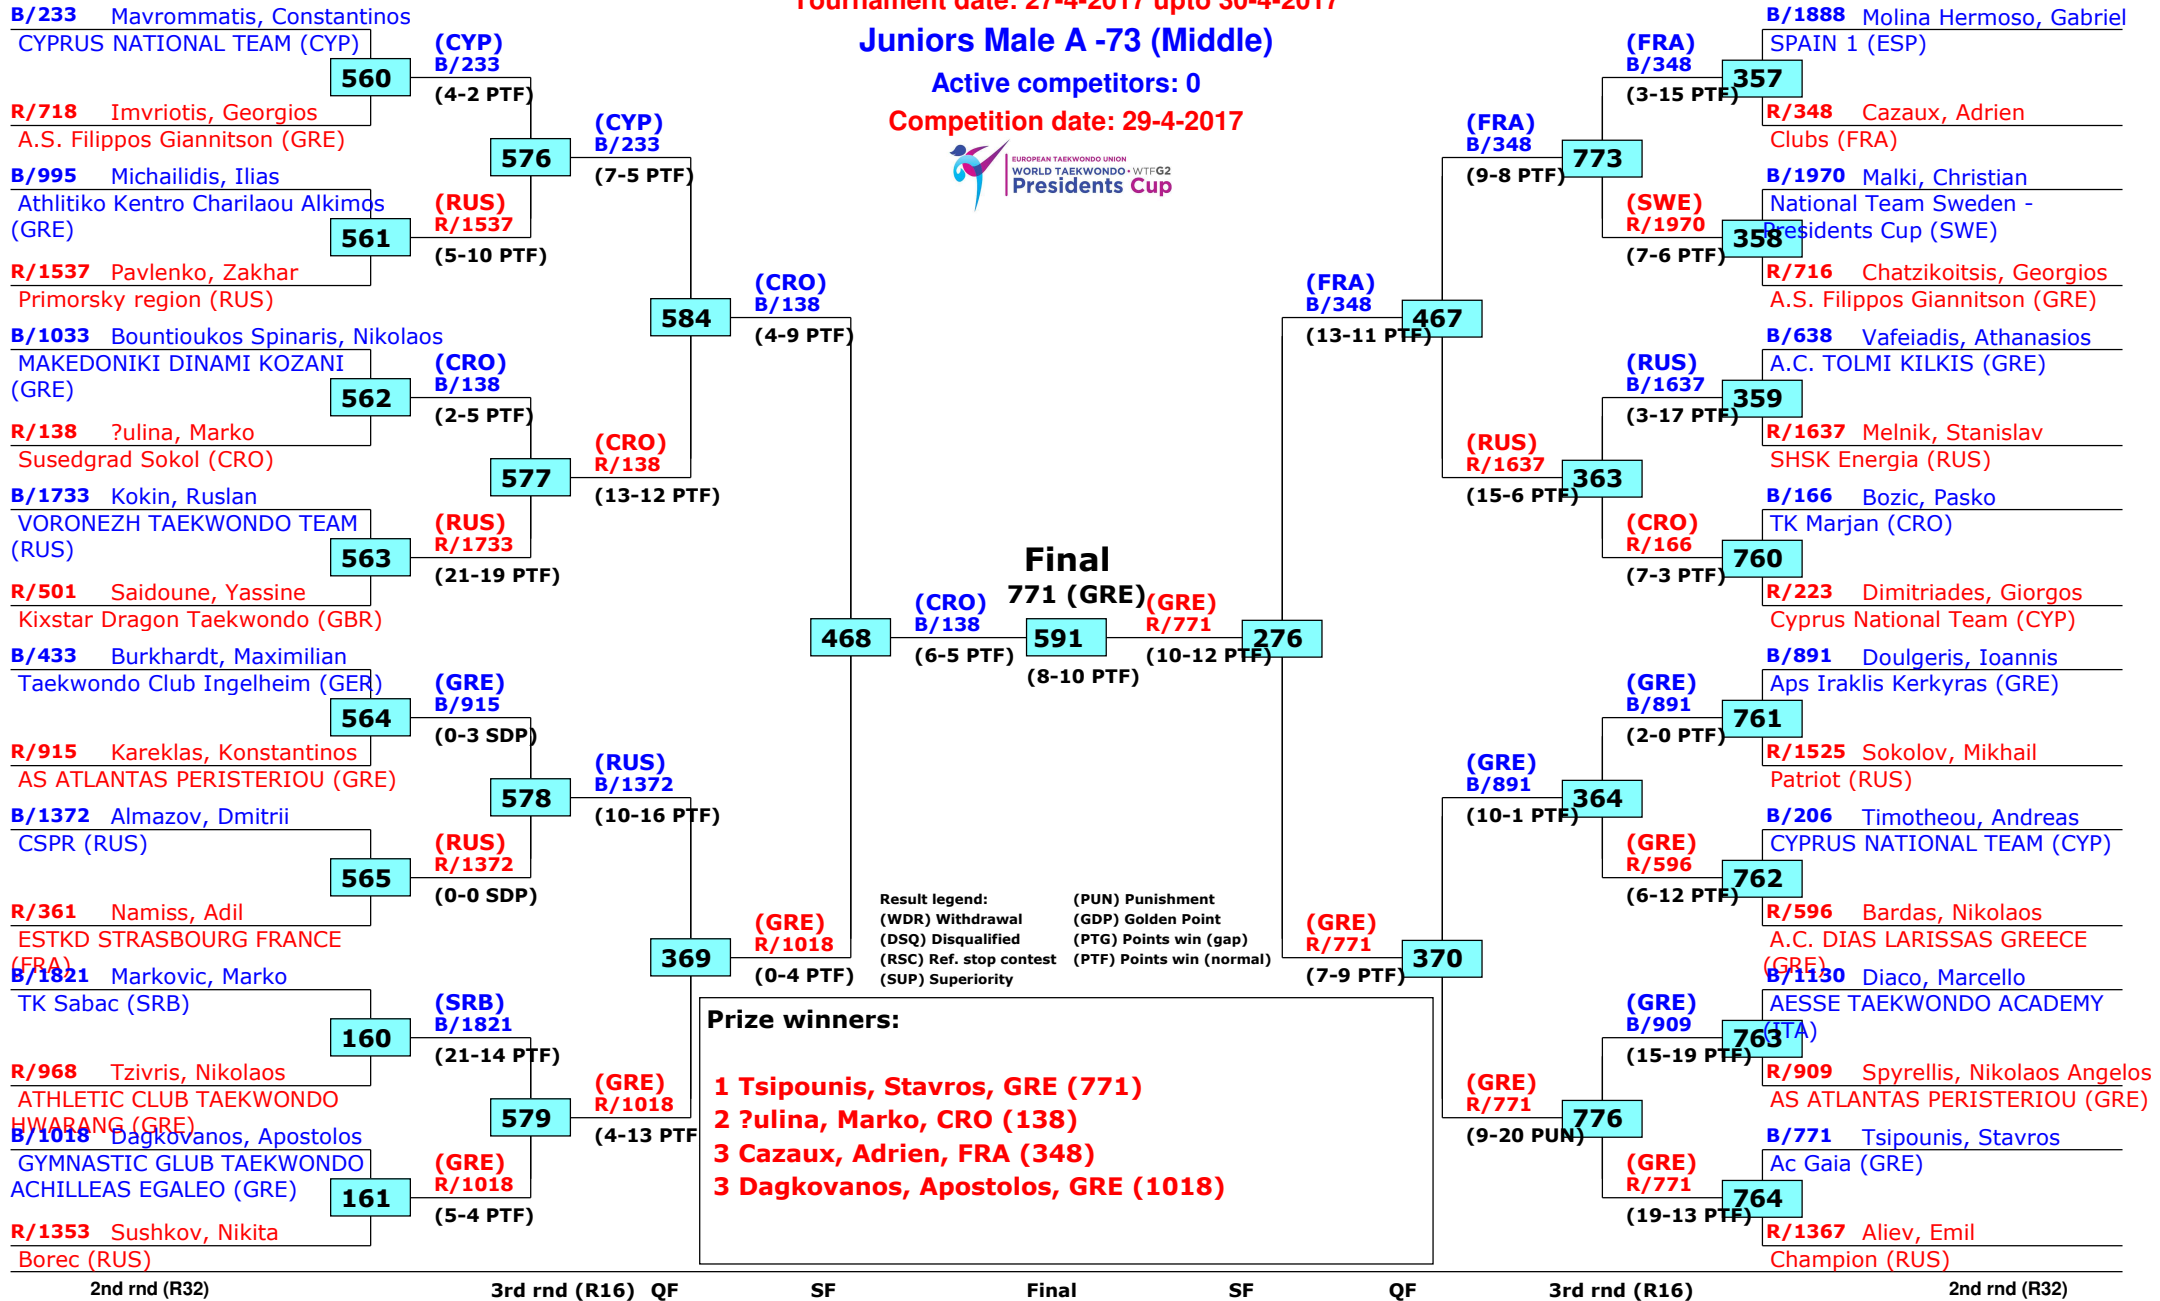 Tournament date: 27-4-2017 upto 30-4-2017
Juniors Male A -73 (Middle)
Active competitors: 0
Competition date: 29-4-2017
EUROPEAN TAEKWONDO UNION
WORLD TAEKWONDO • WTF G2
Presidents Cup
B/233 Mavrommatis, Constantinos
CYPRUS NATIONAL TEAM (CYP)
560
R/718 Imvriotis, Georgios
A.S. Filippos Giannitson (GRE)
B/995 Michailidis, Ilias
Athlitiko Kentro Charilaou Alkimos
(GRE)
561
R/1537 Pavlenko, Zakhar
Primorsky region (RUS)
B/1033 Bountioukos Spinaris, Nikolaos
MAKEDONIKI DINAMI KOZANI
(GRE)
562
R/138 ?ulina, Marko
Susedgrad Sokol (CRO)
B/1733 Kokin, Ruslan
VORONEZH TAEKWONDO TEAM
(RUS)
563
R/501 Saidoune, Yassine
Kixstar Dragon Taekwondo (GBR)
B/433 Burkhardt, Maximilian
Taekwondo Club Ingelheim (GER)
564
R/915 Kareklas, Konstantinos
AS ATLANTAS PERISTERIOU (GRE)
B/1372 Almazov, Dmitrii
CSPR (RUS)
565
R/361 Namiss, Adil
ESTKD STRASBOURG FRANCE
(FRA)
B/1821 Markovic, Marko
TK Sabac (SRB)
160
R/968 Tzivris, Nikolaos
ATHLETIC CLUB TAEKWONDO
HWARANG (GRE)
B/1018 Dagkovanos, Apostolos
GYMNASTIC GLUB TAEKWONDO
ACHILLEAS EGALEO (GRE)
161
R/1353 Sushkov, Nikita
Borec (RUS)
(CYP)
B/233
(4-2 PTF)
576
(RUS)
R/1537
(5-10 PTF)
(CRO)
B/138
(2-5 PTF)
577
(RUS)
R/1733
(21-19 PTF)
(GRE)
B/915
(0-3 SDP)
578
(RUS)
R/1372
(0-0 SDP)
(SRB)
B/1821
(21-14 PTF)
579
(GRE)
R/1018
(5-4 PTF)
(CYP)
B/233
(7-5 PTF)
584
(CRO)
R/138
(13-12 PTF)
(RUS)
B/1372
(10-16 PTF)
369
(GRE)
R/1018
(4-13 PTF
(CRO)
B/138
(4-9 PTF)
468
(GRE)
R/1018
(0-4 PTF)
(CRO)
B/138
(6-5 PTF)
Final
771 (GRE)
591
(8-10 PTF)
(GRE)
R/771
(10-12 PTF)
276
(FRA)
B/348
(13-11 PTF)
467
(GRE)
R/771
(7-9 PTF)
370
(FRA)
B/348
(9-8 PTF)
773
(RUS)
R/1637
(15-6 PTF)
363
(GRE)
B/891
(10-1 PTF)
364
(GRE)
R/771
(9-20 PUN)
776
(FRA)
B/348
(3-15 PTF)
(SWE)
R/1970
(7-6 PTF)
(RUS)
B/1637
(3-17 PTF)
(CRO)
R/166
(7-3 PTF)
(GRE)
B/891
(2-0 PTF)
(GRE)
R/596
(6-12 PTF)
(GRE)
B/909
(15-19 PTF)
(GRE)
R/771
(19-13 PTF)
B/1888 Molina Hermoso, Gabriel
SPAIN 1 (ESP)
357
R/348 Cazaux, Adrien
Clubs (FRA)
B/1970 Malki, Christian
National Team Sweden -
Presidents Cup (SWE)
358
R/716 Chatzikoitsis, Georgios
A.S. Filippos Giannitson (GRE)
B/638 Vafeiadis, Athanasios
A.C. TOLMI KILKIS (GRE)
359
R/1637 Melnik, Stanislav
SHSK Energia (RUS)
B/166 Bozic, Pasko
TK Marjan (CRO)
760
R/223 Dimitriades, Giorgos
Cyprus National Team (CYP)
B/891 Doulgeris, Ioannis
Aps Iraklis Kerkyras (GRE)
761
R/1525 Sokolov, Mikhail
Patriot (RUS)
B/206 Timotheou, Andreas
CYPRUS NATIONAL TEAM (CYP)
762
R/596 Bardas, Nikolaos
A.C. DIAS LARISSAS GREECE
(GRE)
B/1130 Diaco, Marcello
AESSE TAEKWONDO ACADEMY
(ITA)
763
R/909 Spyrellis, Nikolaos Angelos
AS ATLANTAS PERISTERIOU (GRE)
B/771 Tsipounis, Stavros
Ac Gaia (GRE)
764
R/1367 Aliev, Emil
Champion (RUS)
Result legend:
(WDR) Withdrawal
(DSQ) Disqualified
(RSC) Ref. stop contest
(SUP) Superiority
(PUN) Punishment
(GDP) Golden Point
(PTG) Points win (gap)
(PTF) Points win (normal)
Prize winners:
1 Tsipounis, Stavros, GRE (771)
2 ?ulina, Marko, CRO (138)
3 Cazaux, Adrien, FRA (348)
3 Dagkovanos, Apostolos, GRE (1018)
2nd rnd (R32) 3rd rnd (R16) QF SF Final SF QF 3rd rnd (R16) 2nd rnd (R32)